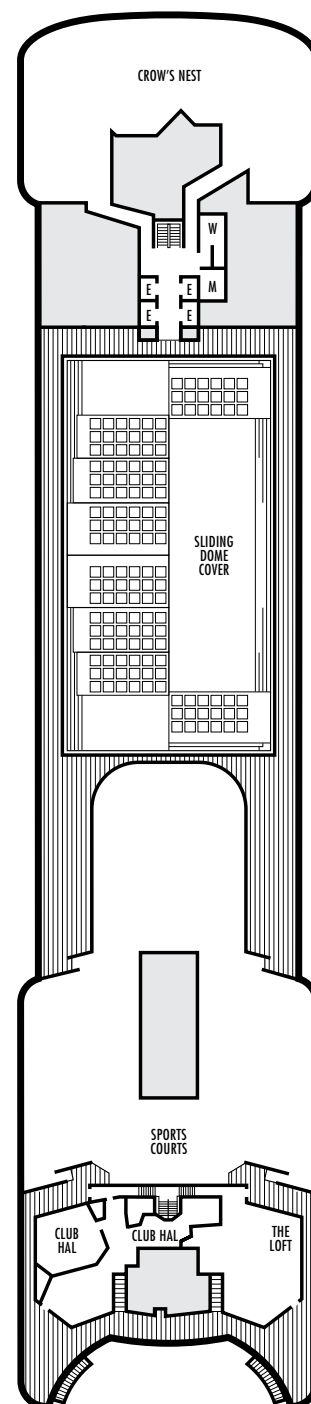 CROW'S NEST
W
M
E
E
E
E
SLIDING
DOME
COVER
SPORTS
COURTS
CLUB
HAL
CLUB HAL
THE
LOFT